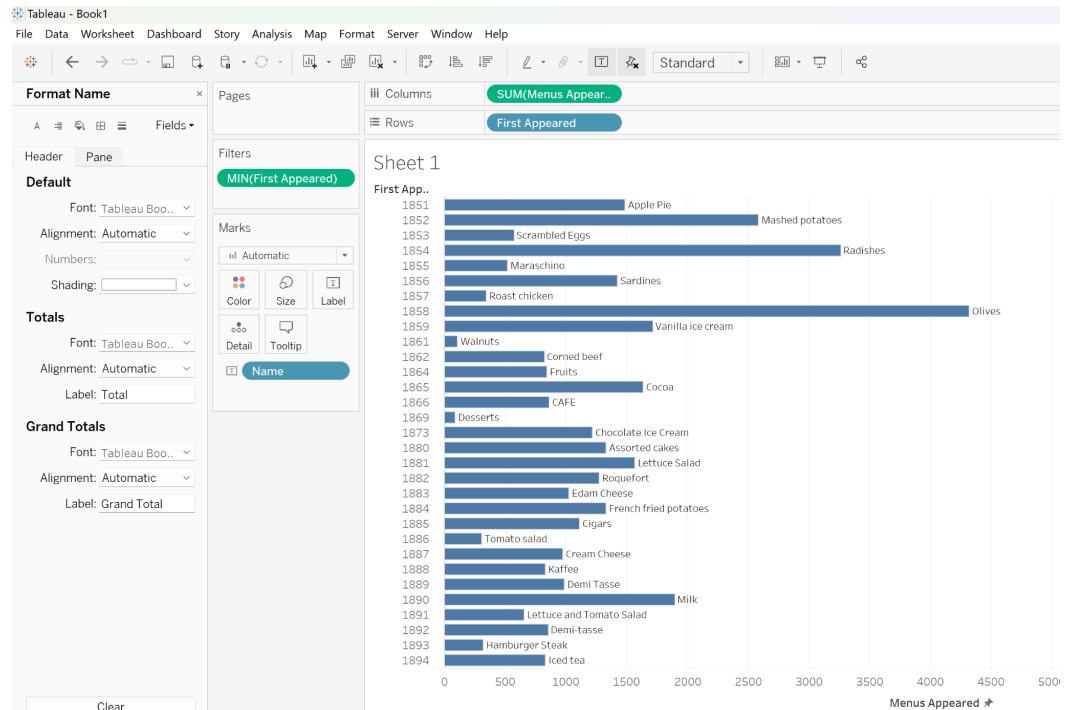 Tableau - Book1
File Data Worksheet Dashboard Story Analysis Map Format Server Window Help
Standard
Format Name
Fields
Header Pane
Default
Font: Tableau Boo..
Alignment: Automatic
Numbers:
Shading:
Totals
Font: Tableau Boo..
Alignment: Automatic
Label: Total
Grand Totals
Font: Tableau Boo..
Alignment: Automatic
Label: Grand Total
Clear
Pages
Filters
MIN(First Appeared)
Marks
Automatic
Color Size Label
Detail Tooltip
Name
Columns SUM(Menus Appear..
Rows First Appeared
Sheet 1
First App..
1851 Apple Pie
1852 Mashed potatoes
1853 Scrambled Eggs
1854 Radishes
1855 Maraschino
1856 Sardines
1857 Roast chicken
1858 Olives
1859 Vanilla ice cream
1861 Walnuts
1862 Corned beef
1864 Fruits
1865 Cocoa
1866 CAFE
1869 Desserts
1873 Chocolate Ice Cream
1880 Assorted cakes
1881 Lettuce Salad
1882 Roquefort
1883 Edam Cheese
1884 French fried potatoes
1885 Cigars
1886 Tomato salad
1887 Cream Cheese
1888 Kaffee
1889 Demi Tasse
1890 Milk
1891 Lettuce and Tomato Salad
1892 Demi-tasse
1893 Hamburger Steak
1894 Iced tea
0 500 1000 1500 2000 2500 3000 3500 4000 4500 5000
Menus Appeared